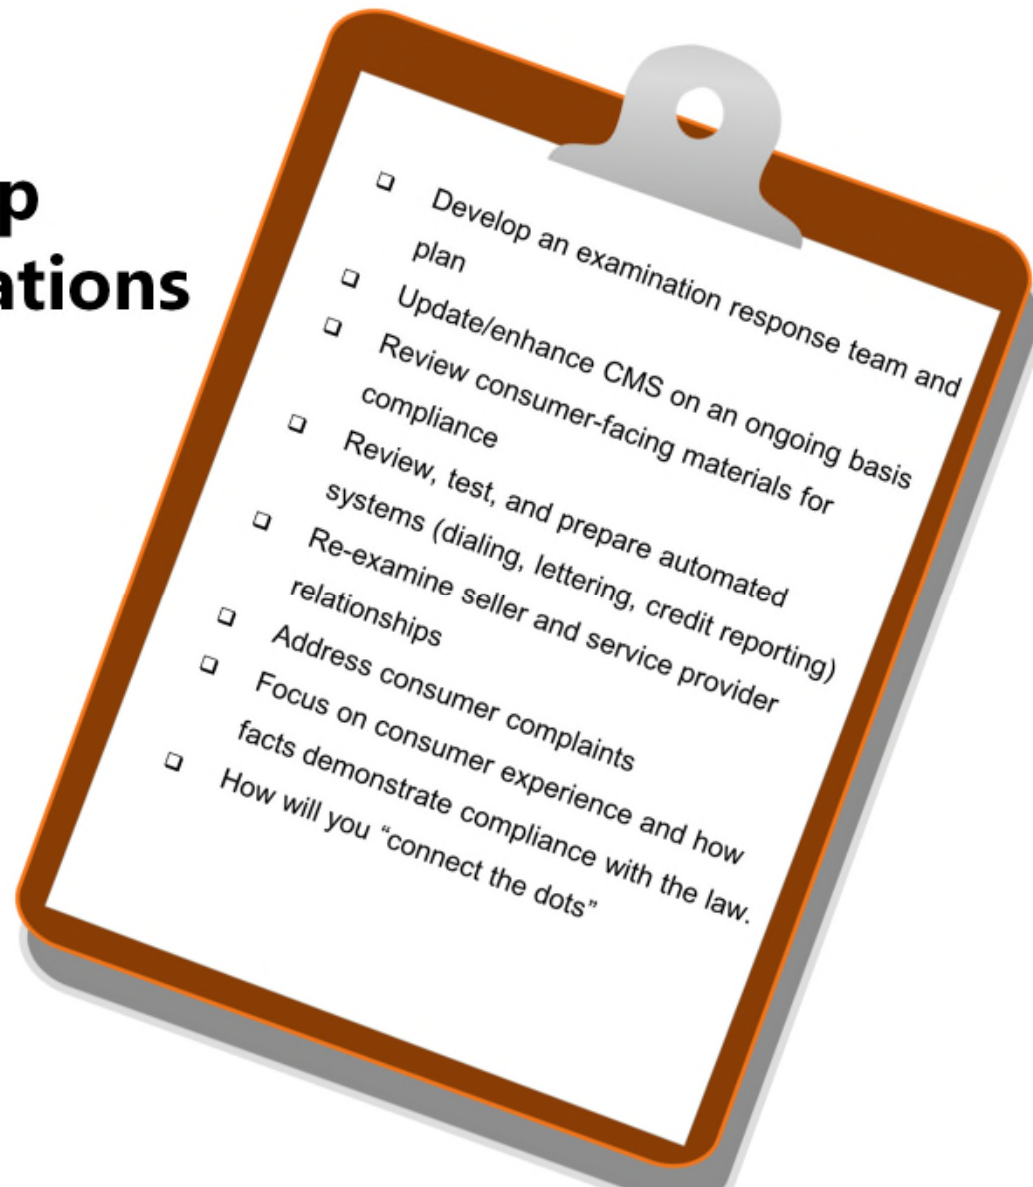 p
ations
❑ Develop an examination response team and
plan
❑ Update/enhance CMS on an ongoing basis
❑ Review consumer-facing materials for
compliance
❑ Review, test, and prepare automated
systems (dialing, lettering, credit reporting)
❑ Re-examine seller and service provider
relationships
❑ Address consumer complaints
❑ Focus on consumer experience and how
facts demonstrate compliance with the law.
❑ How will you “connect the dots”